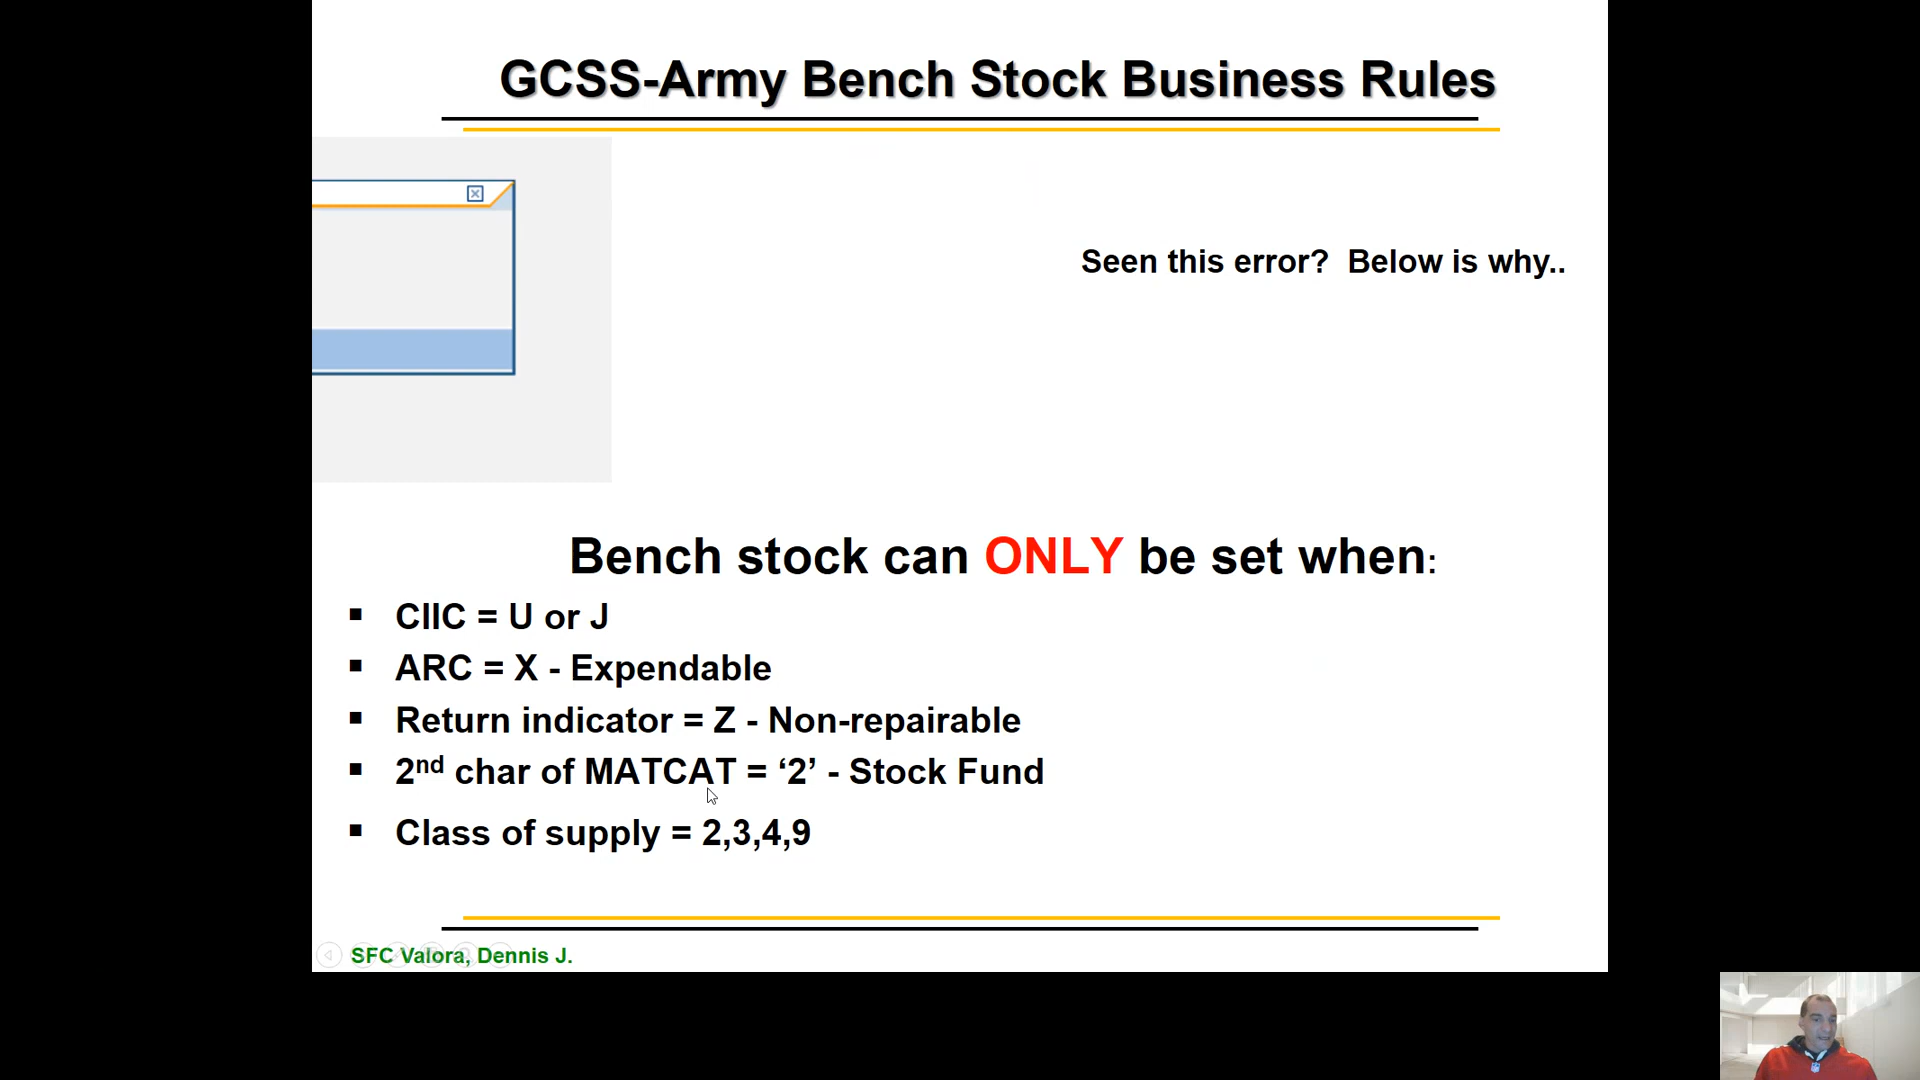 GCSS-Army Bench Stock Business Rules
Seen this error? Below is why..
Bench stock can ONLY be set when:
▪ CIIC = U or J
▪ ARC = X - Expendable
▪ Return indicator = Z - Non-repairable
▪ 2nd char of MATCAT = ‘2’ - Stock Fund
▪ Class of supply = 2,3,4,9
SFC Valora, Dennis J.